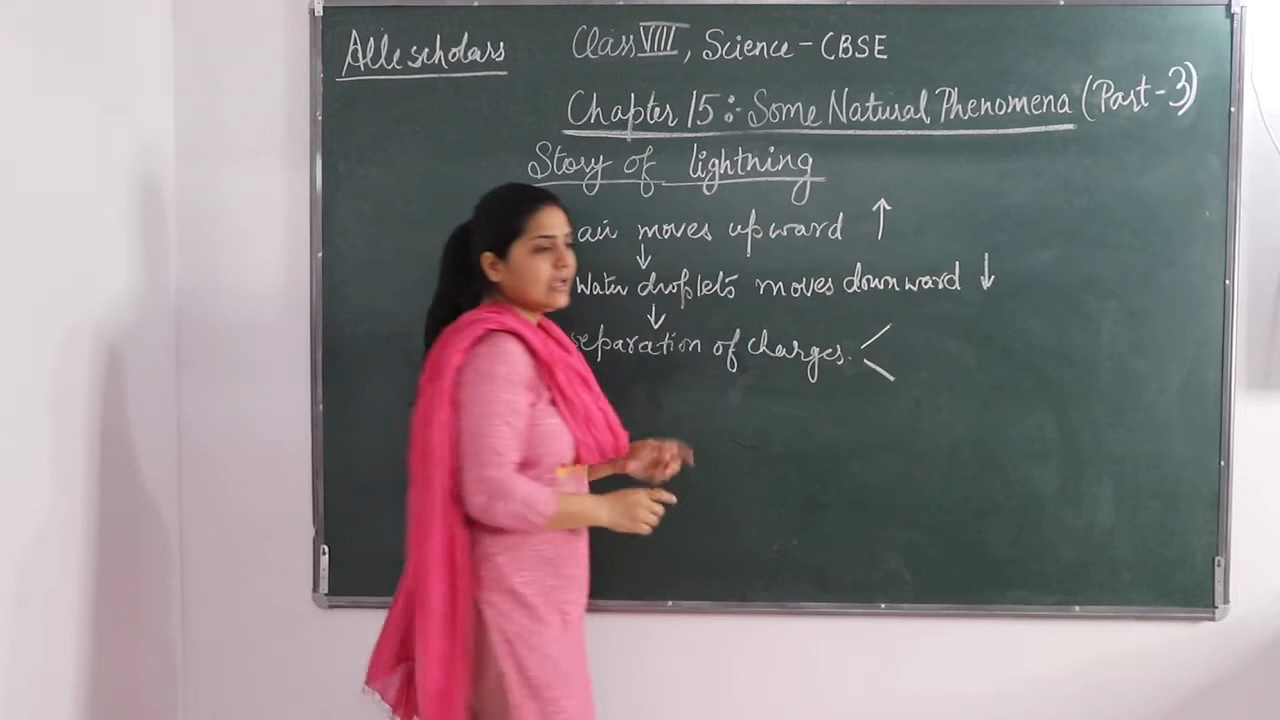 Alle scholars
Class VIII, Science - CBSE
Chapter 15 :- Some Natural Phenomena (Part - 3)
Story of lightning
air moves upward ↑
↓
Water droplets moves downward ↓
↓
separation of charges. <